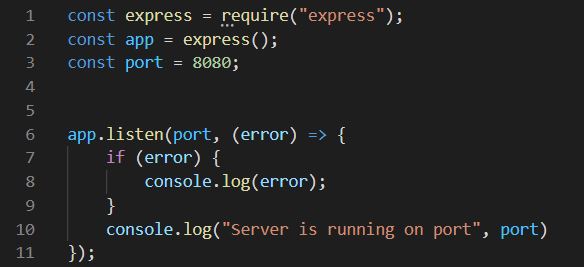 1 const express = require("express");
2 const app = express();
3 const port = 8080;
4
5
6 app.listen(port, (error) => {
7     if (error) {
8         console.log(error);
9     }
10     console.log("Server is running on port", port)
11 });